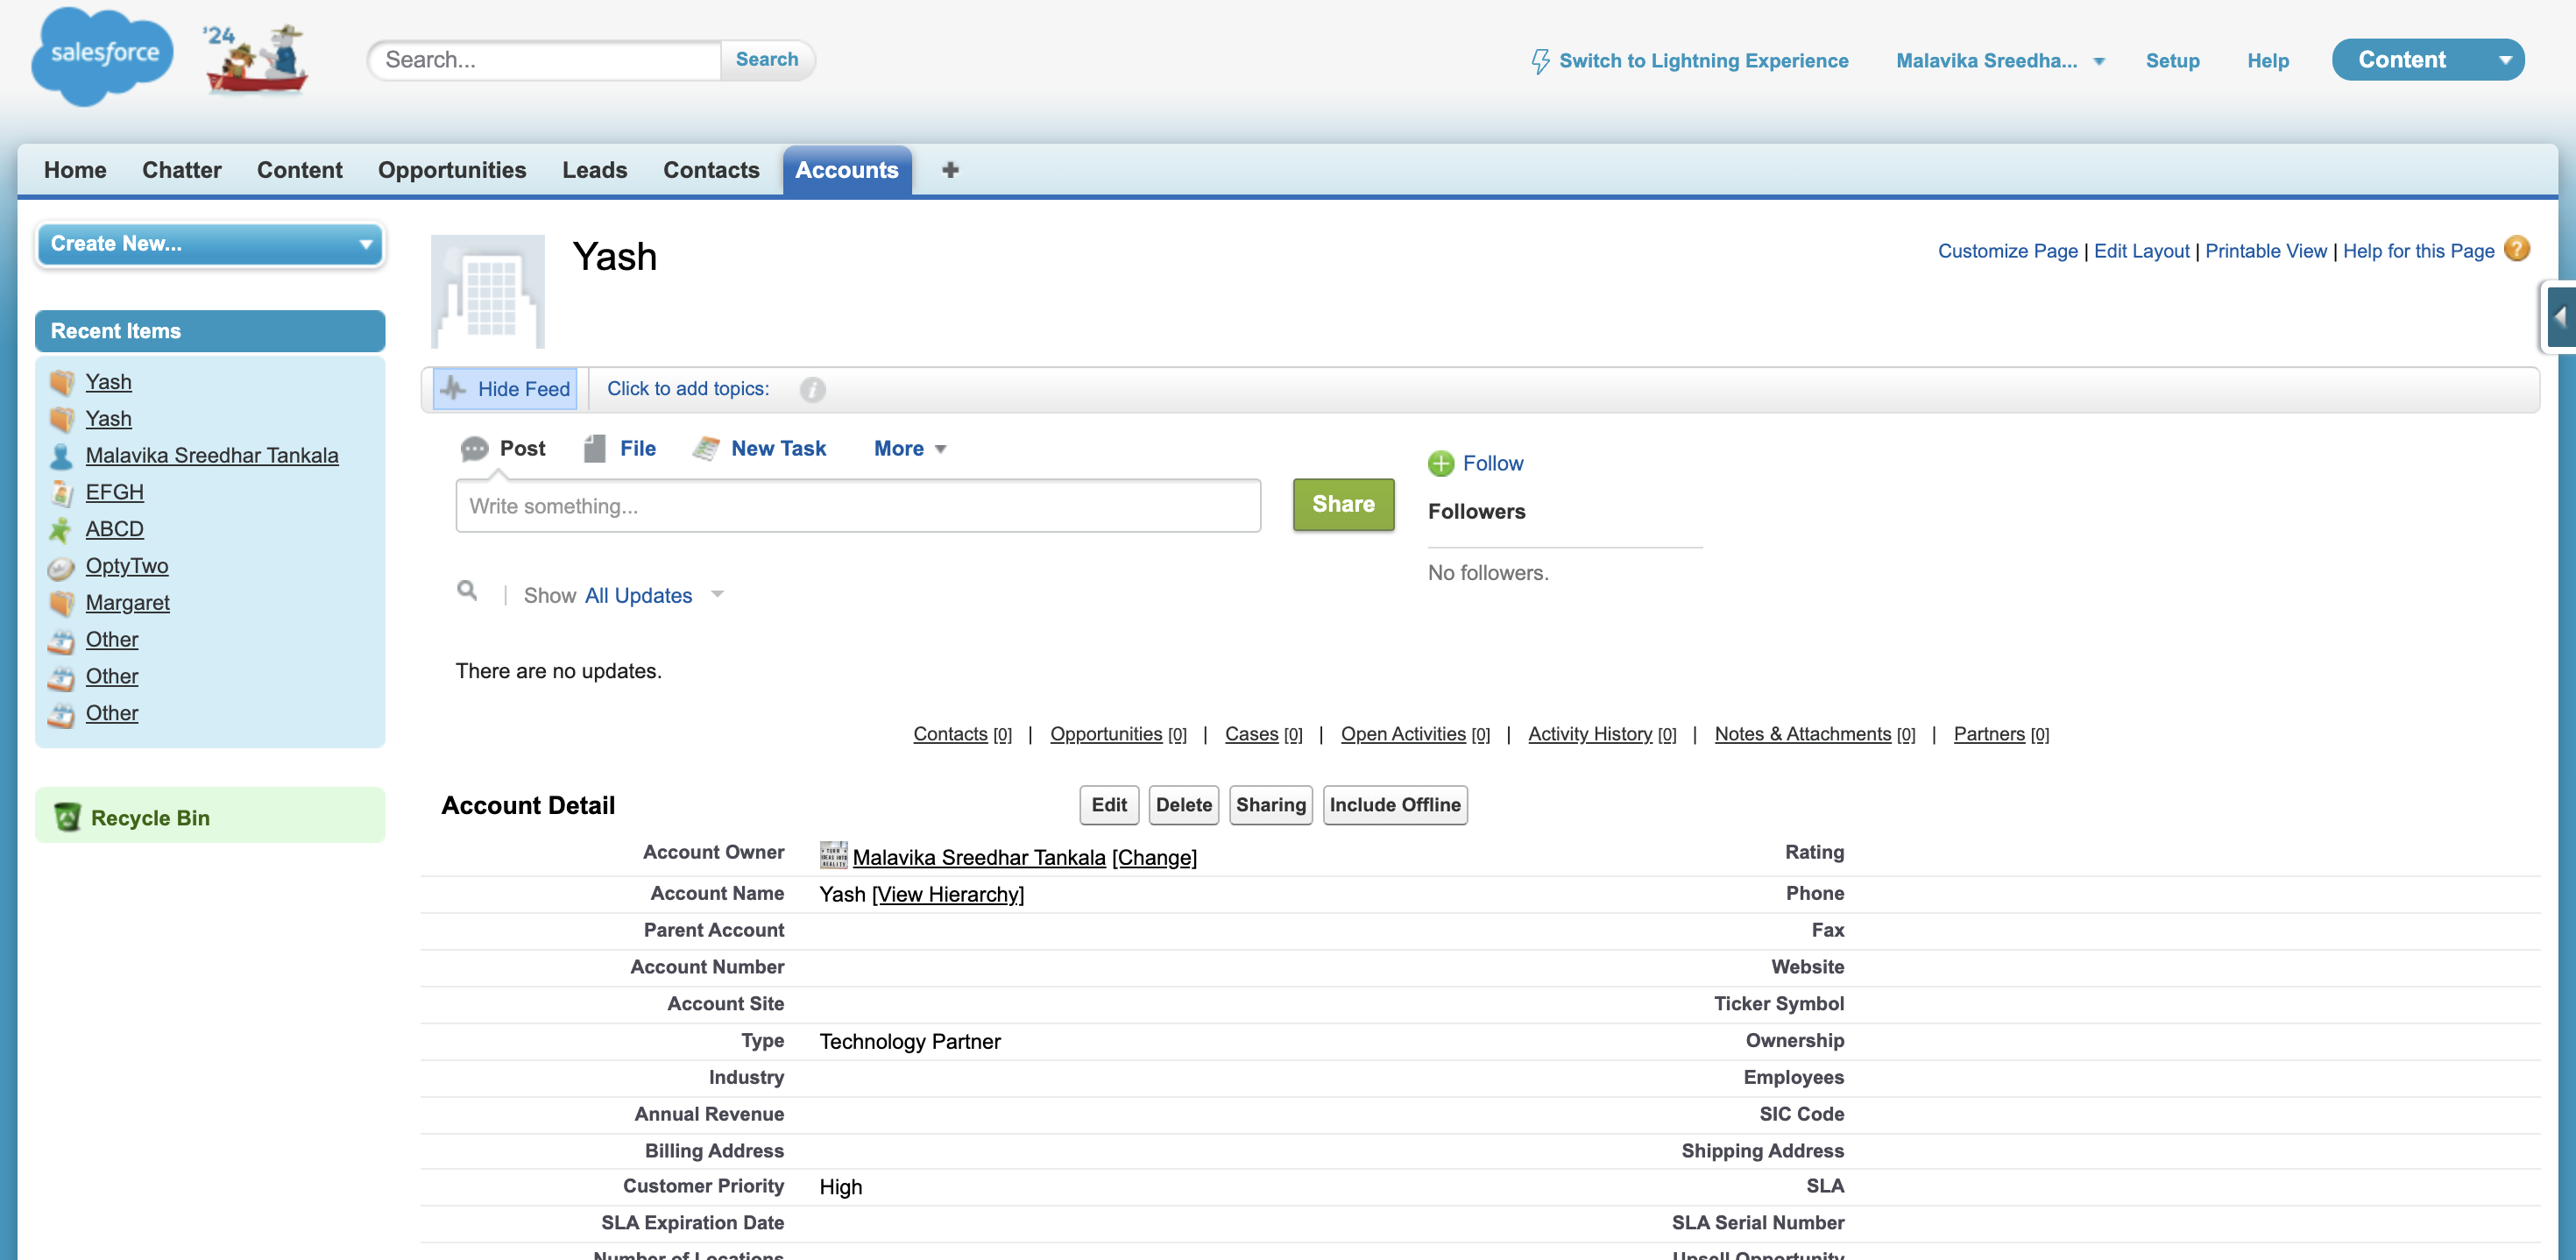 salesforce
'24
Search...
Search
Switch to Lightning Experience
Malavika Sreedha...
Setup
Help
Content
Home
Chatter
Content
Opportunities
Leads
Contacts
Accounts
Create New...
Recent Items
Yash
Yash
Malavika Sreedhar Tankala
EFGH
ABCD
OptyTwo
Margaret
Other
Other
Other
Recycle Bin
Yash
Customize Page | Edit Layout | Printable View | Help for this Page
Hide Feed
Click to add topics:
Post
File
New Task
More
Write something...
Share
Follow
Followers
No followers.
Show All Updates
There are no updates.
Contacts [0] | Opportunities [0] | Cases [0] | Open Activities [0] | Activity History [0] | Notes & Attachments [0] | Partners [0]
Account Detail
Edit
Delete
Sharing
Include Offline
Account Owner Malavika Sreedhar Tankala [Change] Rating
Account Name Yash [View Hierarchy] Phone
Parent Account Fax
Account Number Website
Account Site Ticker Symbol
Type Technology Partner Ownership
Industry Employees
Annual Revenue SIC Code
Billing Address Shipping Address
Customer Priority High SLA
SLA Expiration Date SLA Serial Number
Number of Locations Upsell Opportunity